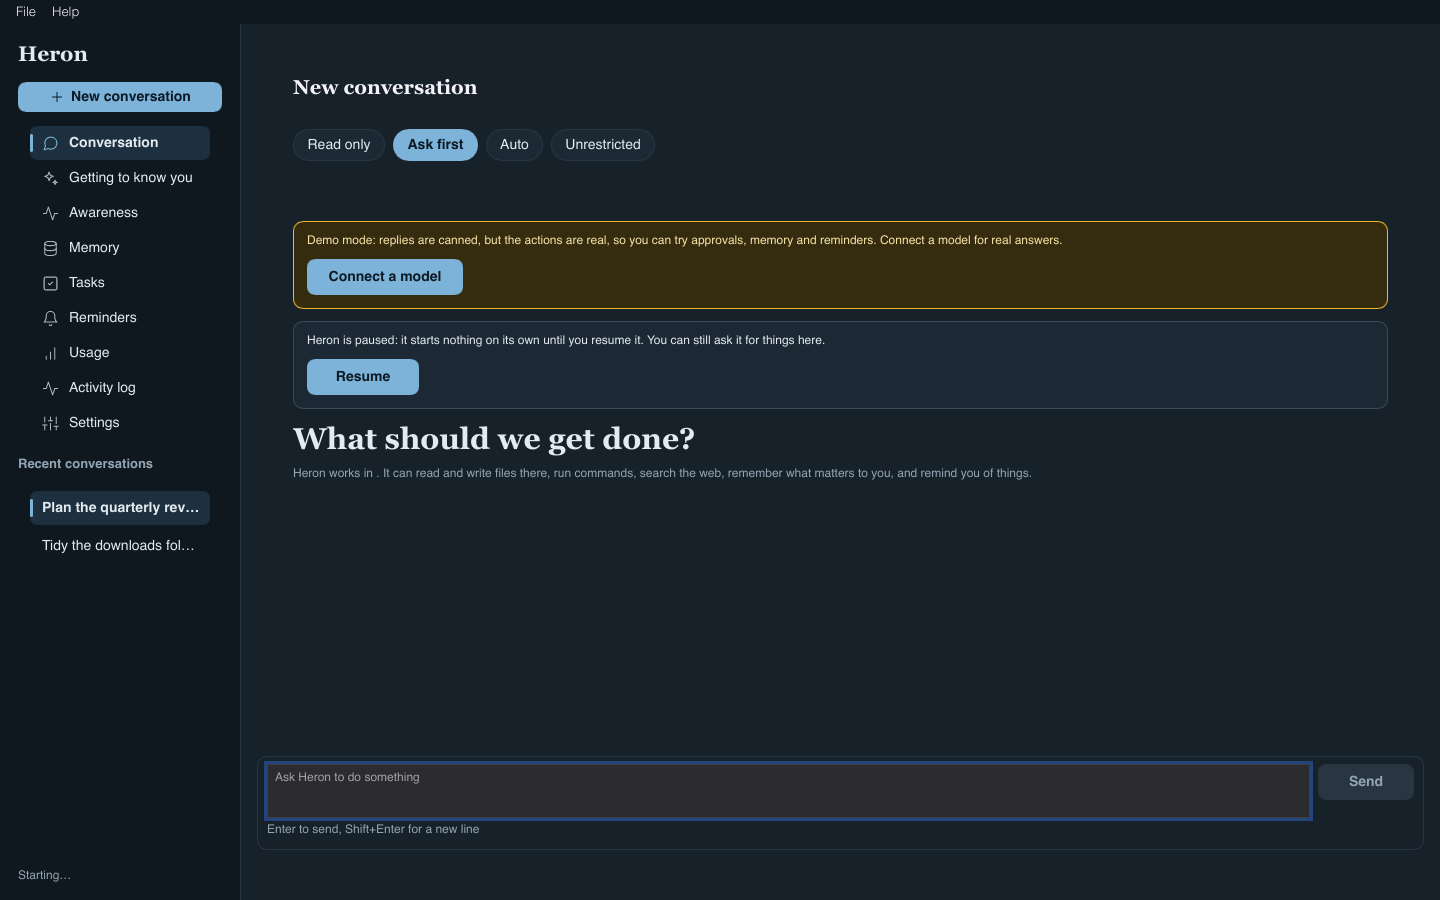 File Help
Heron
New conversation
Conversation
Getting to know you
Awareness
Memory
Tasks
Reminders
Usage
Activity log
Settings
Recent conversations
Plan the quarterly rev…
Tidy the downloads fol…
Starting…
New conversation
Read only Ask first Auto Unrestricted
Demo mode: replies are canned, but the actions are real, so you can try approvals, memory and reminders. Connect a model for real answers.
Connect a model
Heron is paused: it starts nothing on its own until you resume it. You can still ask it for things here.
Resume
What should we get done?
Heron works in . It can read and write files there, run commands, search the web, remember what matters to you, and remind you of things.
Ask Heron to do something
Send
Enter to send, Shift+Enter for a new line